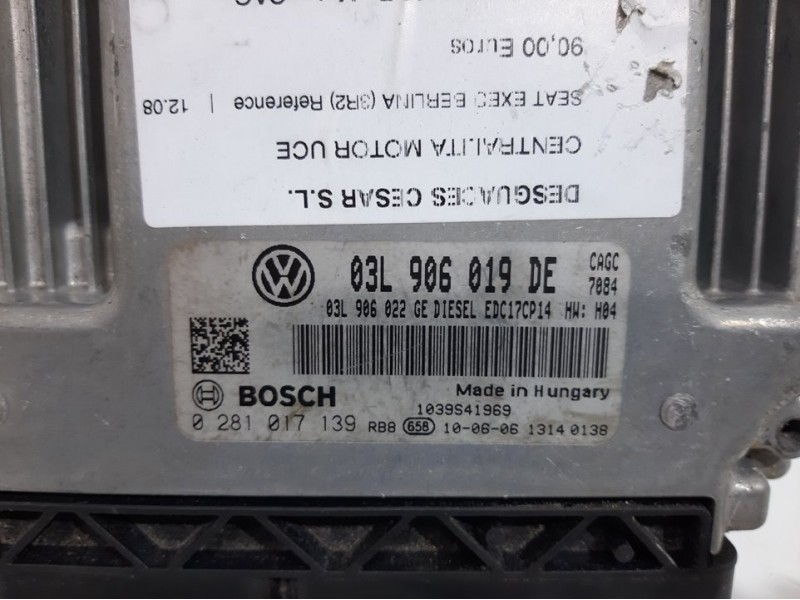 DESGUACES CESAR S.L.
CENTRALITA MOTOR UCE
SEAT EXEO BERLINA (3R2) Reference | 12.08
90,00 Euros
03L 906 019 DE
CAGC
7084
03L 906 022 GE DIESEL EDC17CP14 HW: H04
BOSCH
Made in Hungary
1039S41969
0 281 017 139 RB8 658 10-06-06 1314 0138